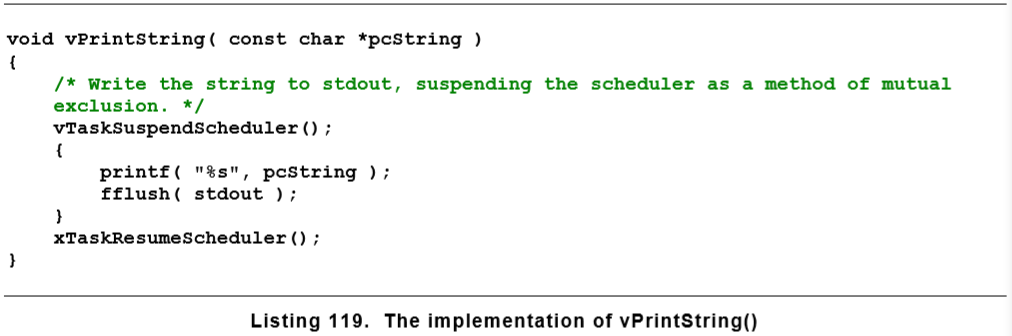 void vPrintString( const char *pcString )
{
    /* Write the string to stdout, suspending the scheduler as a method of mutual
    exclusion. */
    vTaskSuspendScheduler();
    {
        printf( "%s", pcString );
        fflush( stdout );
    }
    xTaskResumeScheduler();
}
Listing 119.  The implementation of vPrintString()